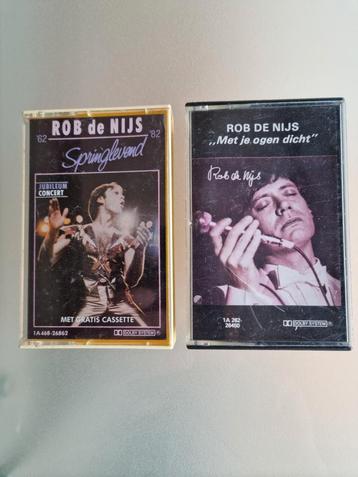 ROB de NIJS
'62 '82
Springlevend
JUBILEUM
CONCERT
MET GRATIS CASSETTE
1A 468-26862 DOLBY SYSTEM
ROB DE NIJS
„Met je ogen dicht"
Rob de Nijs
1A 262-
26450
DOLBY SYSTEM